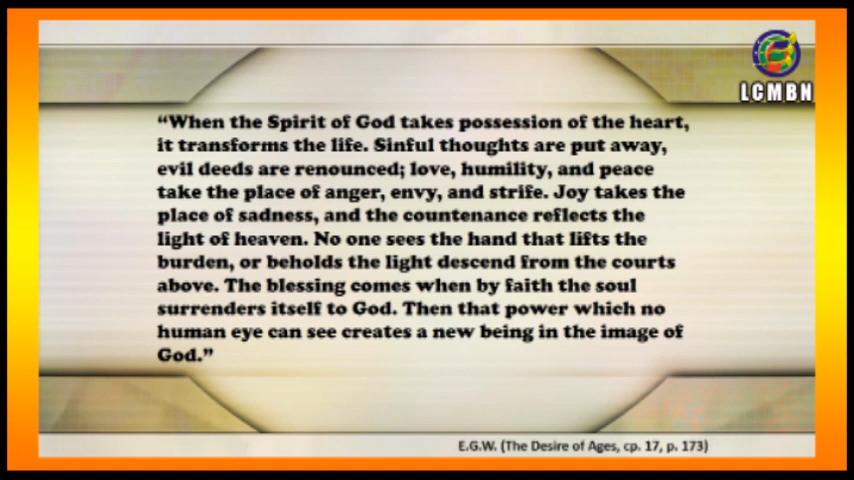 LCMBN
“When the Spirit of God takes possession of the heart,
it transforms the life. Sinful thoughts are put away,
evil deeds are renounced; love, humility, and peace
take the place of anger, envy, and strife. Joy takes the
place of sadness, and the countenance reflects the
light of heaven. No one sees the hand that lifts the
burden, or beholds the light descend from the courts
above. The blessing comes when by faith the soul
surrenders itself to God. Then that power which no
human eye can see creates a new being in the image of
God.”
E.G.W. (The Desire of Ages, cp. 17, p. 173)